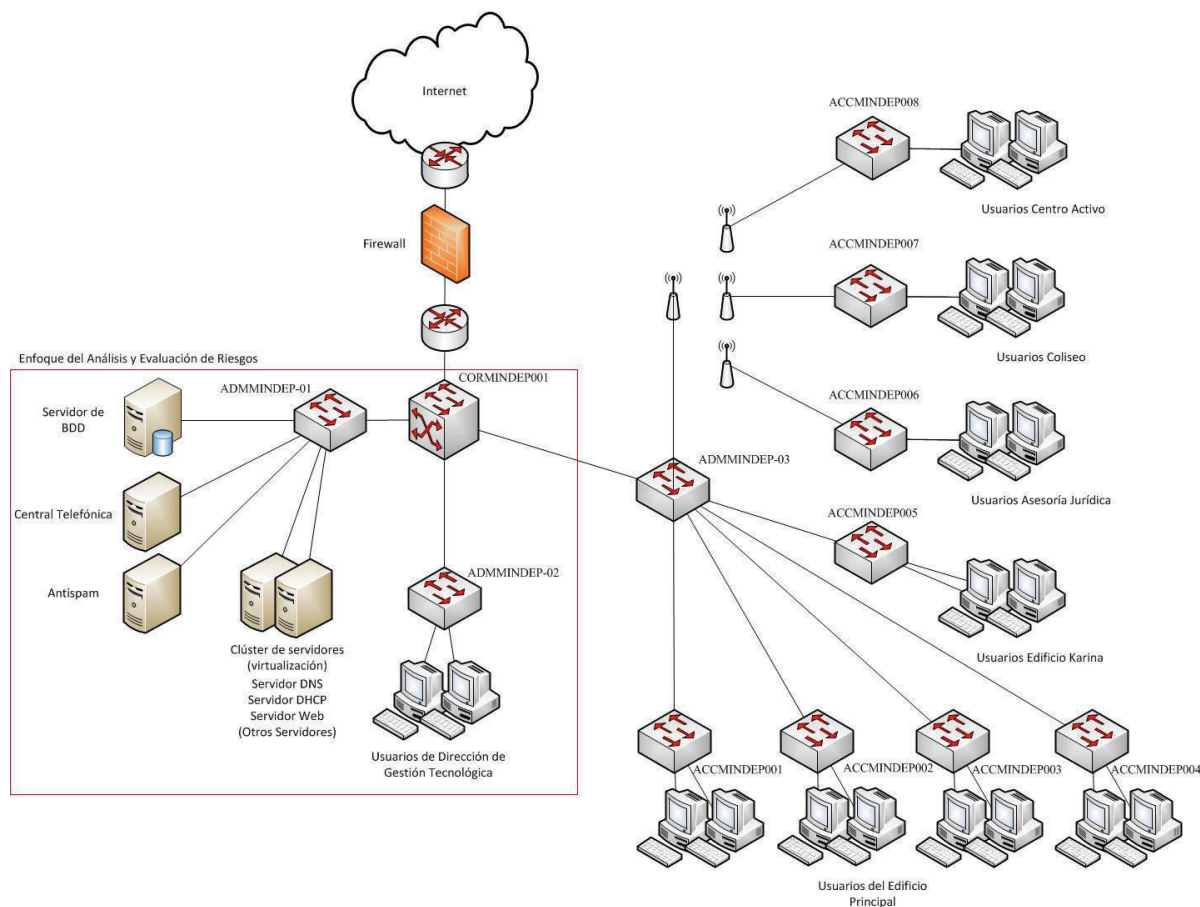 Internet
Firewall
Enfoque del Análisis y Evaluación de Riesgos
ADMMINDEP-01
CORMINDEP001
Servidor de
BDD
Central Telefónica
Antispam
Clúster de servidores
(virtualización)
Servidor DNS
Servidor DHCP
Servidor Web
(Otros Servidores)
ADMMINDEP-02
Usuarios de Dirección de
Gestión Tecnológica
ACCMINDEP008
Usuarios Centro Activo
ACCMINDEP007
Usuarios Coliseo
ACCMINDEP006
Usuarios Asesoría Jurídica
ADMMINDEP-03
ACCMINDEP005
Usuarios Edificio Karina
ACCMINDEP001
ACCMINDEP002
ACCMINDEP003
ACCMINDEP004
Usuarios del Edificio
Principal